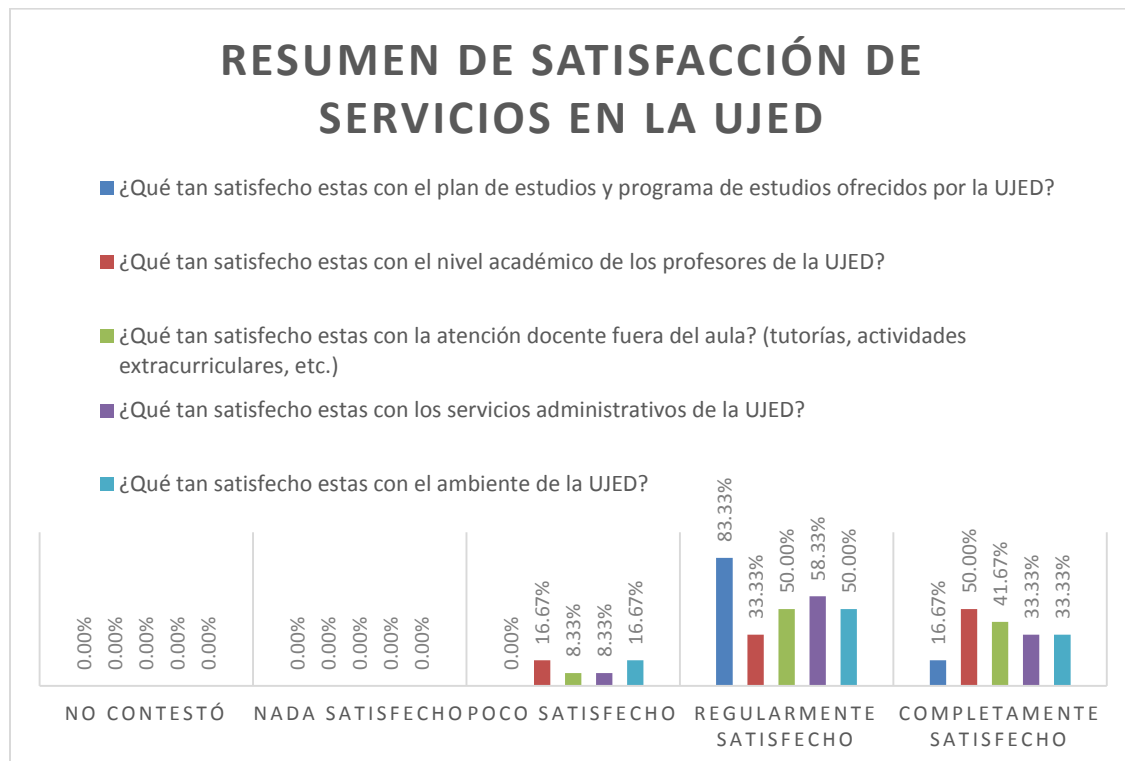 RESUMEN DE SATISFACCIÓN DE
SERVICIOS EN LA UJED
¿Qué tan satisfecho estas con el plan de estudios y programa de estudios ofrecidos por la UJED?
¿Qué tan satisfecho estas con el nivel académico de los profesores de la UJED?
¿Qué tan satisfecho estas con la atención docente fuera del aula? (tutorías, actividades
extracurriculares, etc.)
¿Qué tan satisfecho estas con los servicios administrativos de la UJED?
¿Qué tan satisfecho estas con el ambiente de la UJED?
0.00%
0.00%
0.00%
0.00%
0.00%
0.00%
0.00%
0.00%
0.00%
0.00%
0.00%
16.67%
8.33%
8.33%
16.67%
83.33%
33.33%
50.00%
58.33%
50.00%
16.67%
50.00%
41.67%
33.33%
33.33%
NO CONTESTÓ
NADA SATISFECHO
POCO SATISFECHO
REGULARMENTE
SATISFECHO
COMPLETAMENTE
SATISFECHO